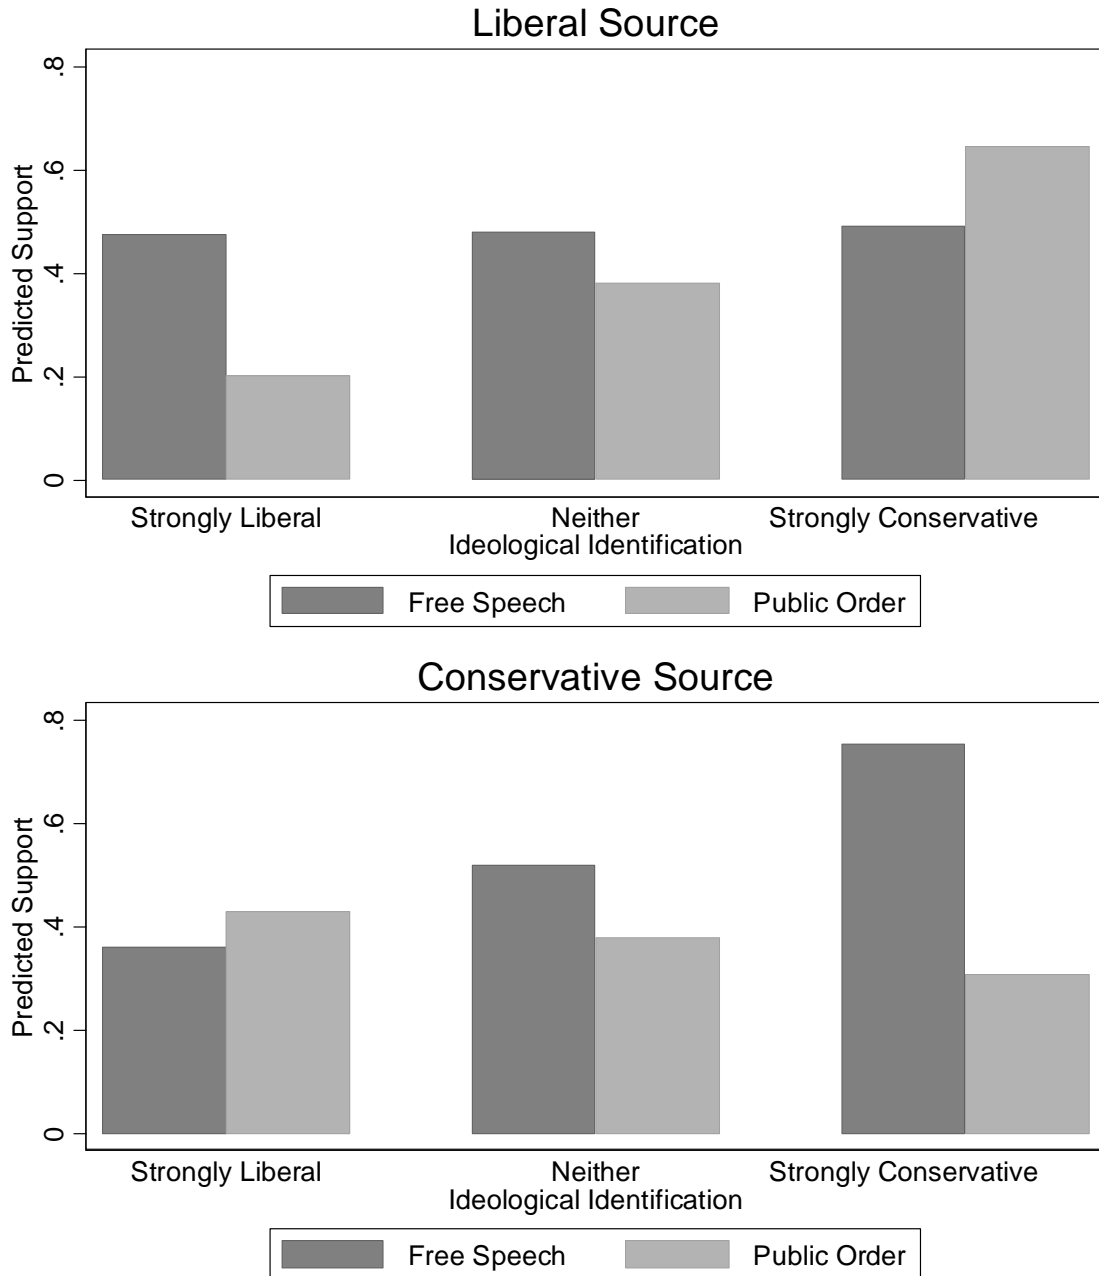 Liberal Source
Predicted Support
.8
.6
.4
.2
0
Strongly Liberal Neither Strongly Conservative
Ideological Identification
Free Speech Public Order
Conservative Source
Predicted Support
.8
.6
.4
.2
0
Strongly Liberal Neither Strongly Conservative
Ideological Identification
Free Speech Public Order